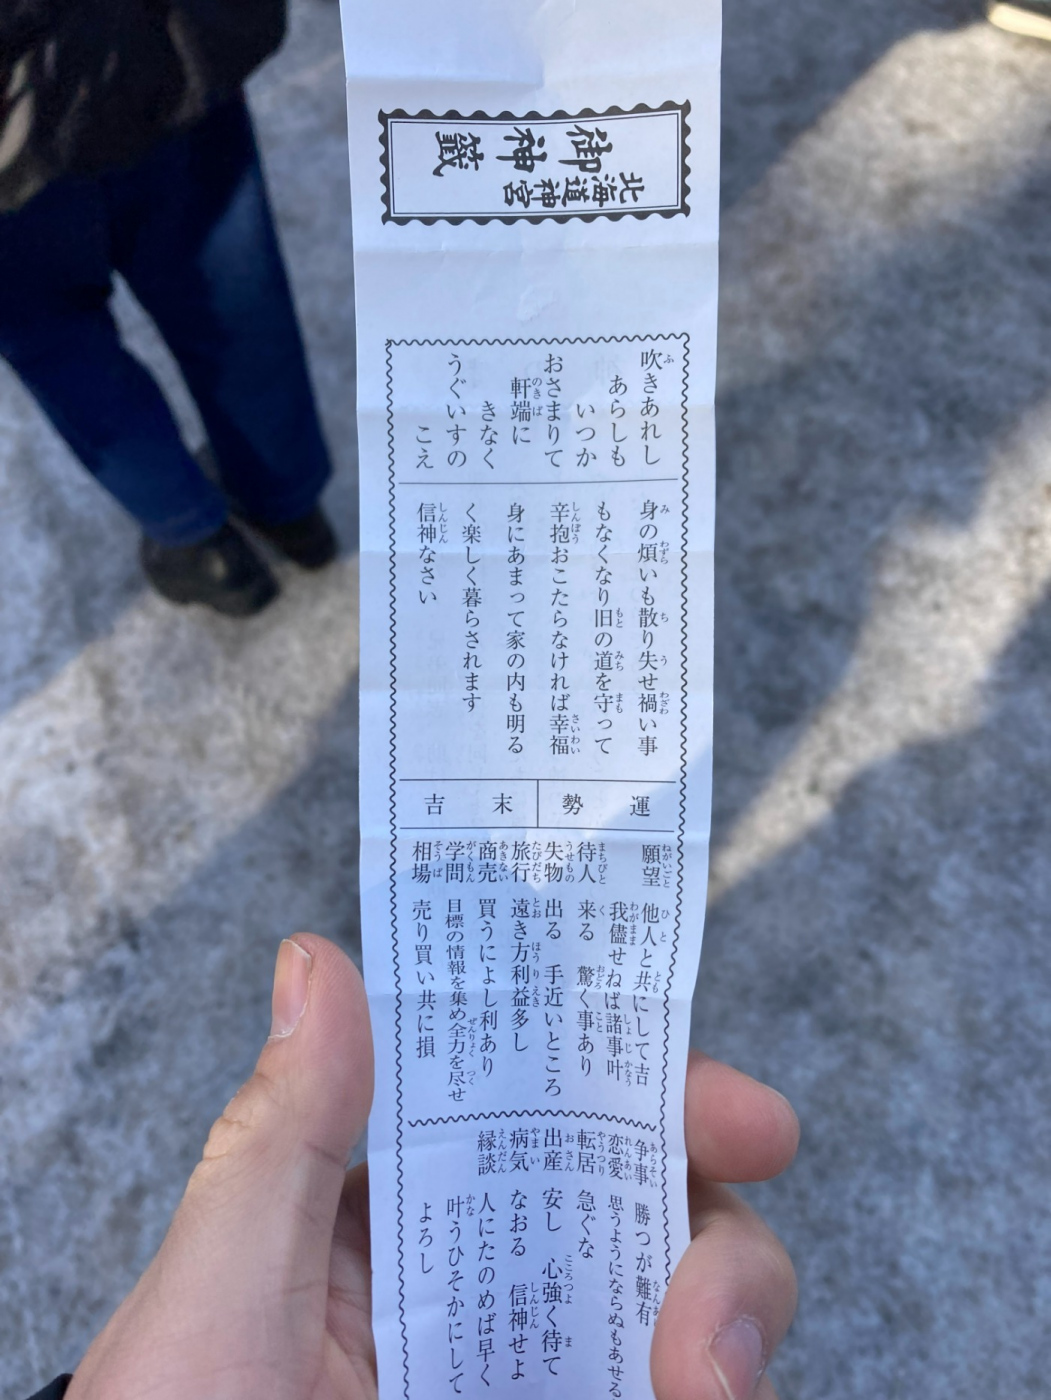 北海道神宮
御神籤
吹きあれし
あらしも
いつか
おさまりて
軒端に
きなく
うぐいすの
こえ
身の煩いも散り失せ禍い事
もなくなり旧の道を守って
辛抱おこたらなければ幸福
身にあまって家の内も明る
く楽しく暮らされます
信神なさい
運勢
末吉
願望 他人と共にして吉
我儘せねば諸事叶
待人 来る 驚く事あり
失物 出る 手近いところ
旅行 遠き方利益多し
商売 買うによし利あり
学問 目標の情報を集め全力を尽せ
相場 売り買い共に損
争事 勝つが難有
恋愛 思うようにならぬもあせる
転居 急ぐな
出産 安し 心強く待て
病気 なおる 信神せよ
縁談 人にたのめば早く
叶うひそかにして
よろし